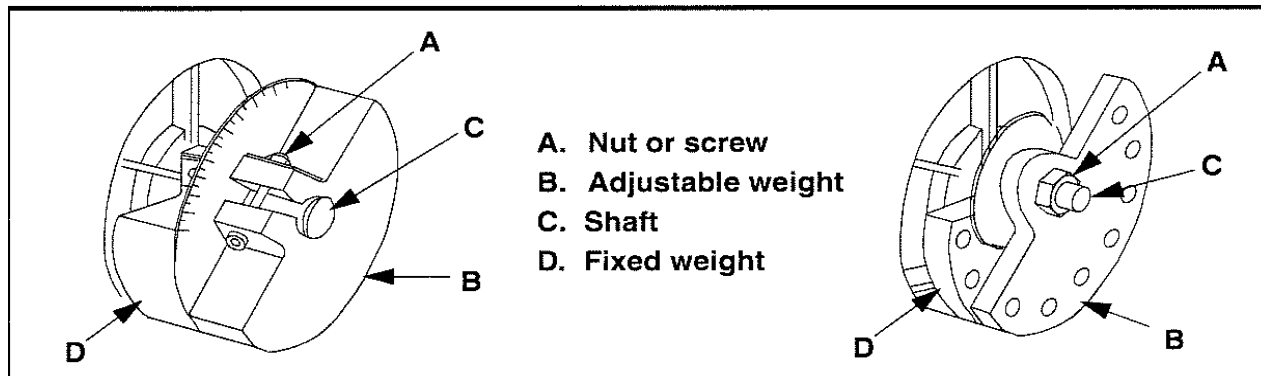 A
C
B
D
A. Nut or screw
B. Adjustable weight
C. Shaft
D. Fixed weight
A
C
B
D